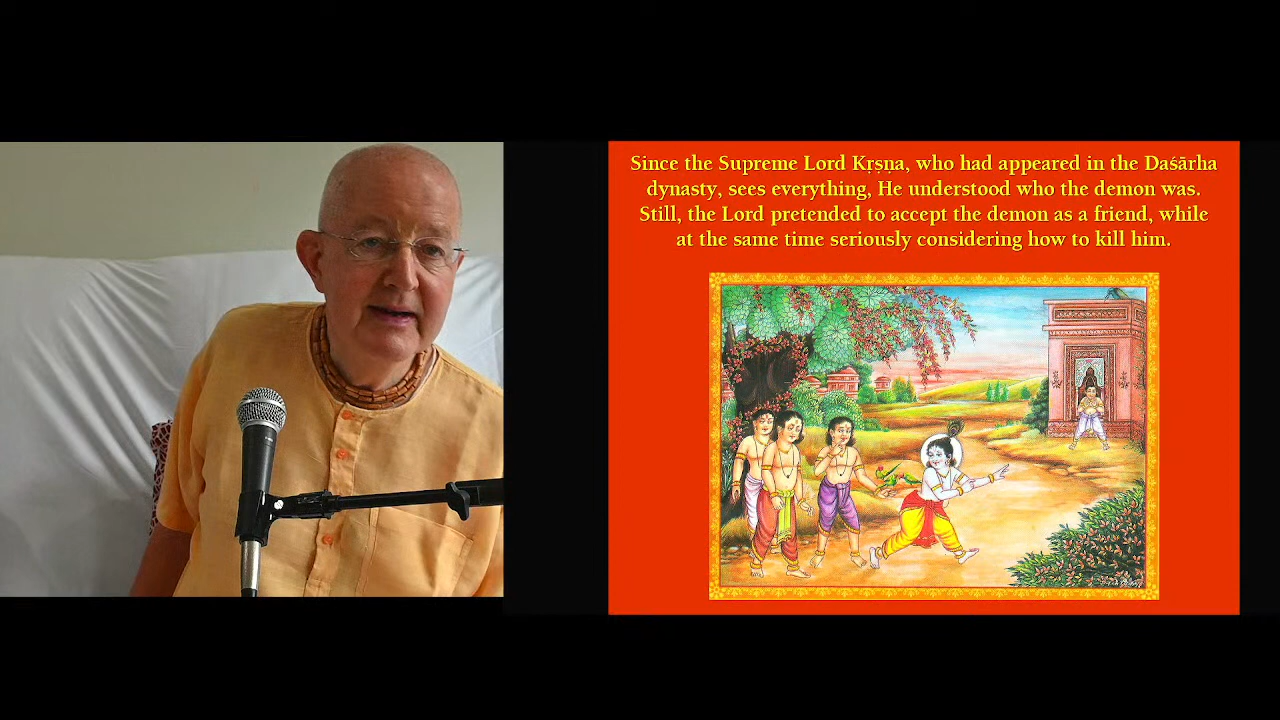 Since the Supreme Lord Kṛṣṇa, who had appeared in the Daśārha
dynasty, sees everything, He understood who the demon was.
Still, the Lord pretended to accept the demon as a friend, while
at the same time seriously considering how to kill him.